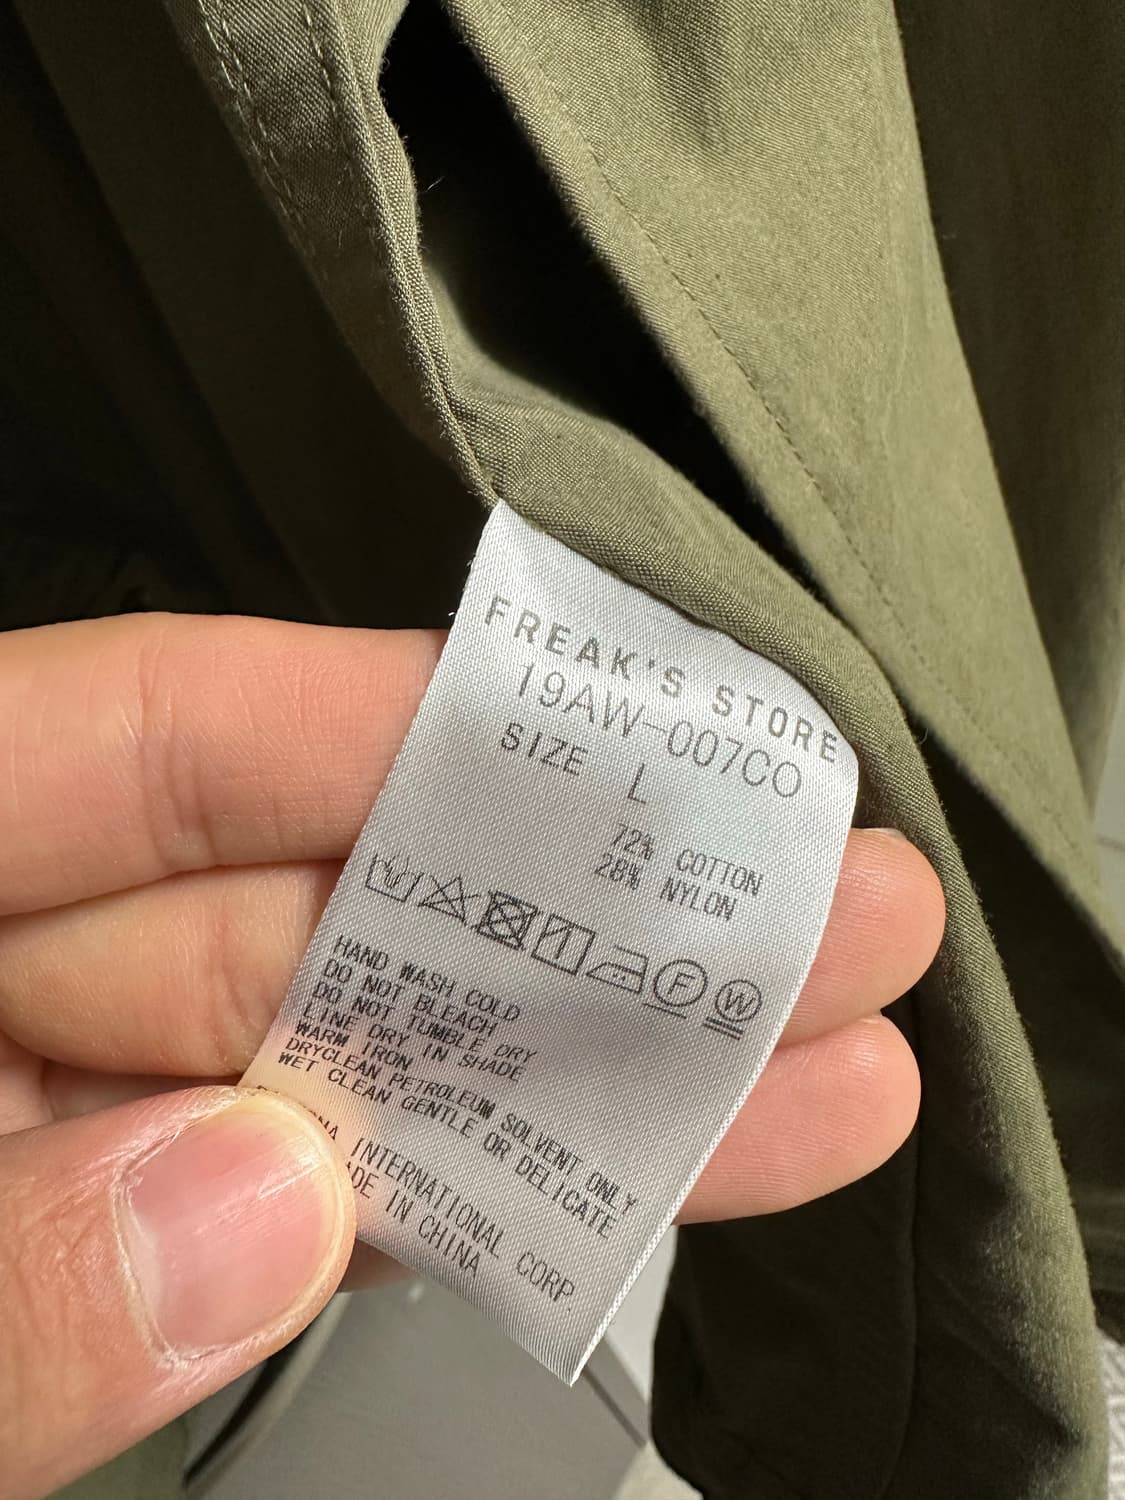 FREAK'S STORE
19AW-007CO
SIZE L
72% COTTON
28% NYLON
F W
HAND WASH COLD
DO NOT BLEACH
DO NOT TUMBLE DRY
LINE DRY IN SHADE
WARM IRON
DRYCLEAN PETROLEUM SOLVENT ONLY
WET CLEAN GENTLE OR DELICATE
INTERNATIONAL CORP.
IN CHINA